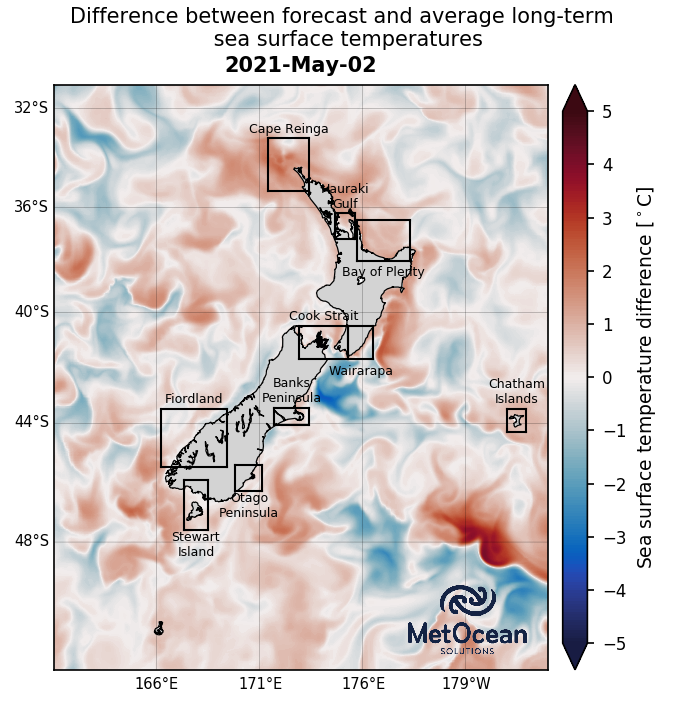 Difference between forecast and average long-term
sea surface temperatures
2021-May-02
32°S
36°S
40°S
44°S
48°S
166°E
171°E
176°E
179°W
Cape Reinga
Hauraki
Gulf
Bay of Plenty
Cook Strait
Wairarapa
Banks
Peninsula
Fiordland
Chatham
Islands
Otago
Peninsula
Stewart
Island
MetOcean
SOLUTIONS
5
4
3
2
1
0
−1
−2
−3
−4
−5
Sea surface temperature difference [°C]